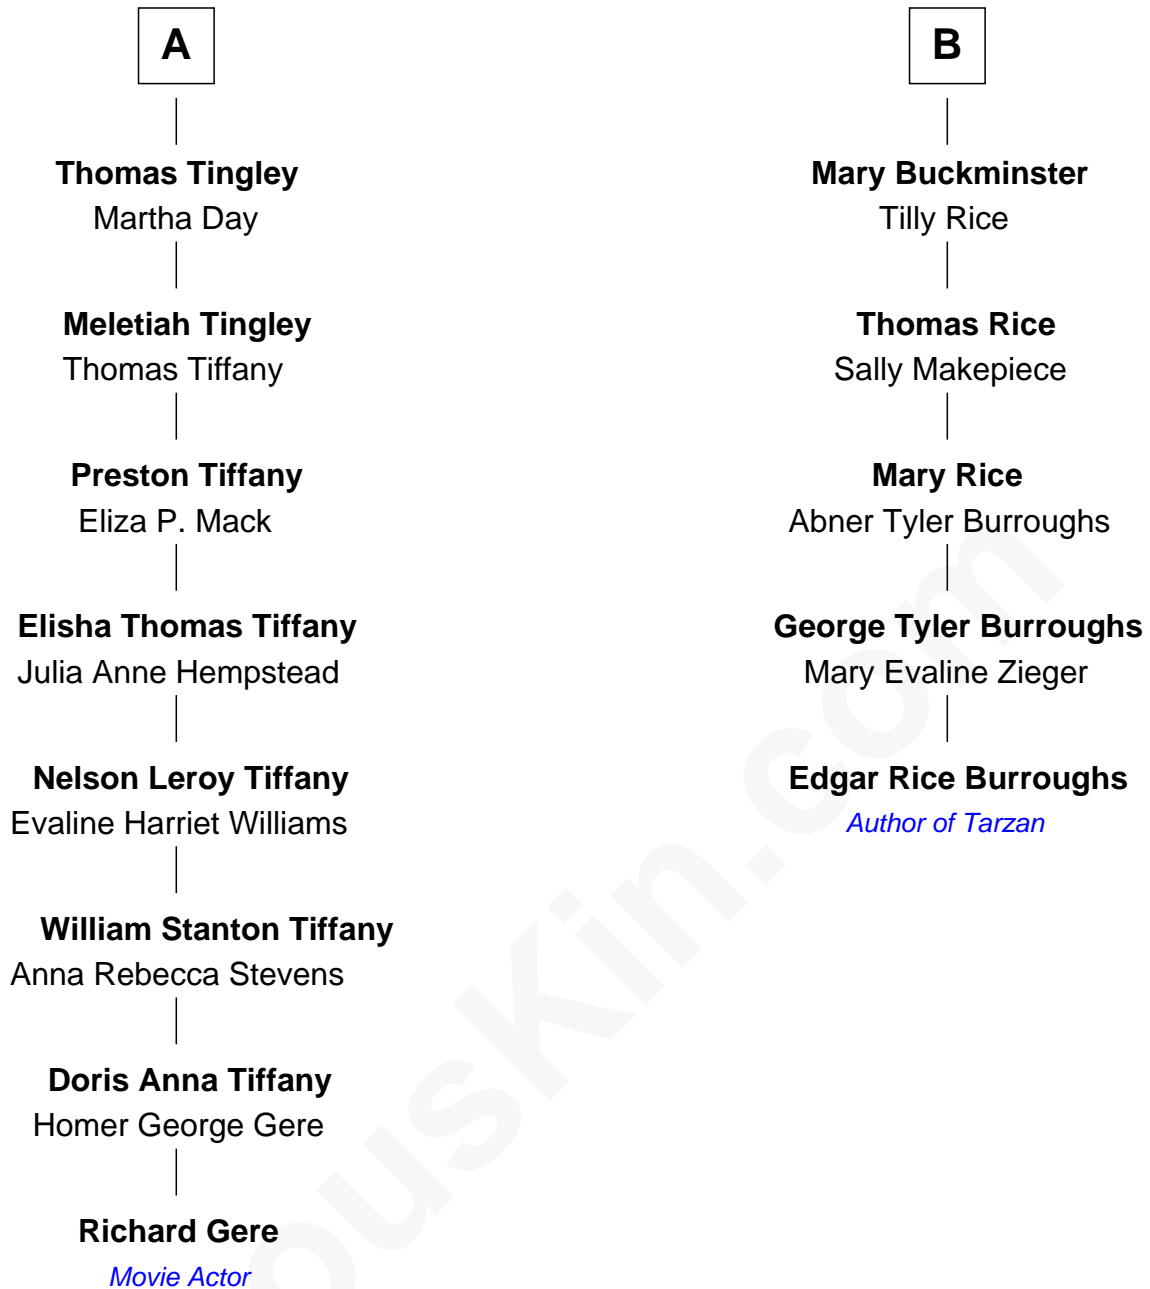 A
Thomas Tingley
Martha Day
Meletiah Tingley
Thomas Tiffany
Preston Tiffany
Eliza P. Mack
Elisha Thomas Tiffany
Julia Anne Hempstead
Nelson Leroy Tiffany
Evaline Harriet Williams
William Stanton Tiffany
Anna Rebecca Stevens
Doris Anna Tiffany
Homer George Gere
Richard Gere
Movie Actor
B
Mary Buckminster
Tilly Rice
Thomas Rice
Sally Makepiece
Mary Rice
Abner Tyler Burroughs
George Tyler Burroughs
Mary Evaline Zieger
Edgar Rice Burroughs
Author of Tarzan
ousKin.com